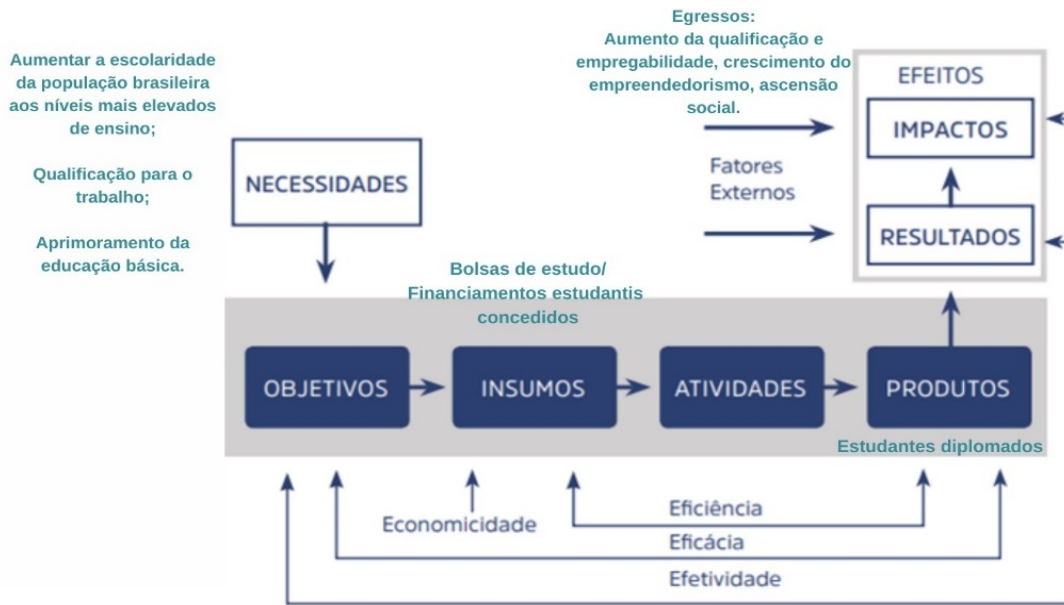 Aumentar a escolaridade
da população brasileira
aos níveis mais elevados
de ensino;
Qualificação para o
trabalho;
Aprimoramento da
educação básica.
NECESSIDADES
Egressos:
Aumento da qualificação e
empregabilidade, crescimento do
empreendedorismo, ascensão
social.
Fatores
Externos
EFEITOS
IMPACTOS
RESULTADOS
Bolsas de estudo/
Financiamentos estudantis
concedidos
OBJETIVOS
INSUMOS
ATIVIDADES
PRODUTOS
Estudantes diplomados
Economicidade
Eficiência
Eficácia
Efetividade